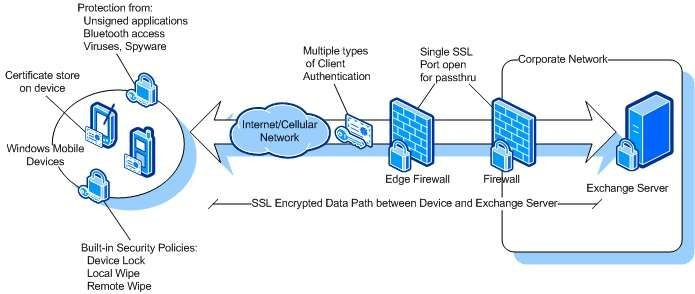 Protection from:
Unsigned applications
Bluetooth access
Viruses, Spyware
Certificate store
on device
Windows Mobile
Devices
Built-in Security Policies:
Device Lock
Local Wipe
Remote Wipe
Internet/Cellular
Network
Multiple types
of Client
Authentication
Single SSL
Port open
for passthru
Edge Firewall
Firewall
Corporate Network
Exchange Server
SSL Encrypted Data Path between Device and Exchange Server